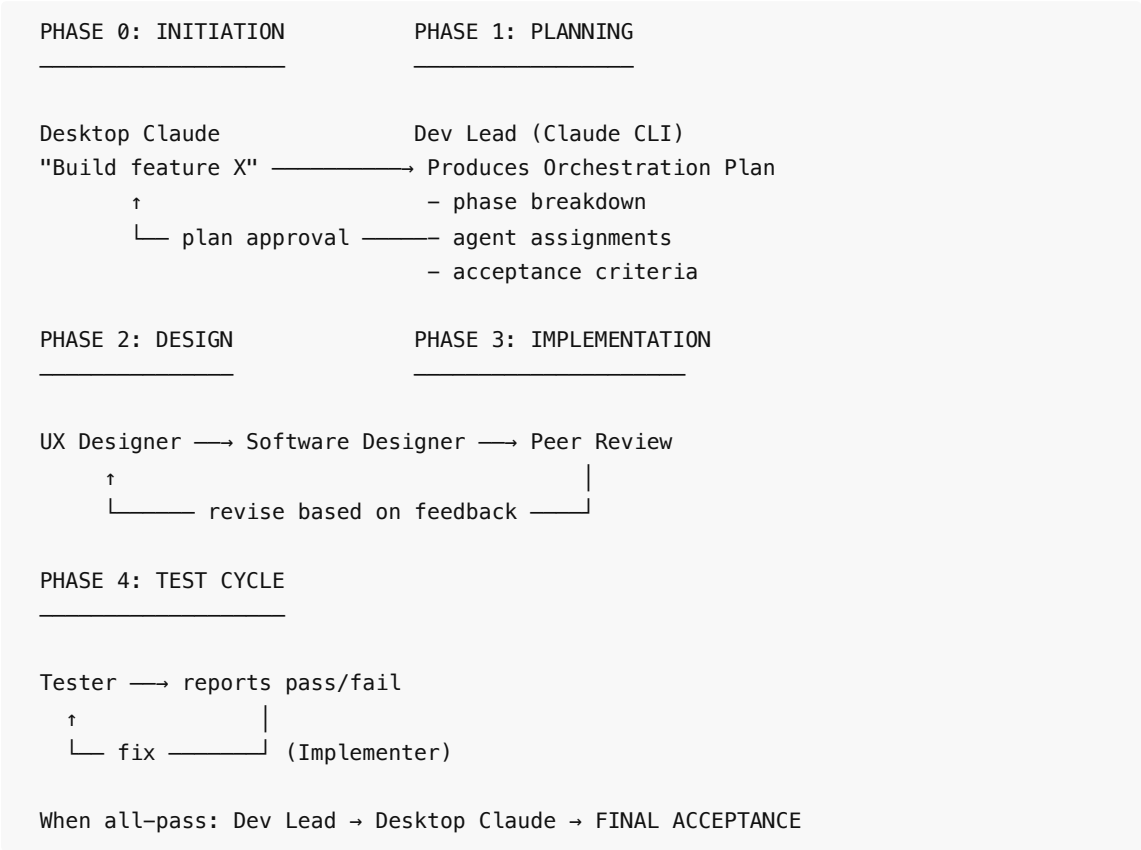 PHASE 0: INITIATION          PHASE 1: PLANNING
───────────────────          ─────────────────

Desktop Claude               Dev Lead (Claude CLI)
"Build feature X" ──────────→ Produces Orchestration Plan
       ↑                      – phase breakdown
       └── plan approval ─────– agent assignments
                              – acceptance criteria

PHASE 2: DESIGN              PHASE 3: IMPLEMENTATION
───────────────              ─────────────────────

UX Designer ──→ Software Designer ──→ Peer Review
     ↑                                    │
     └────── revise based on feedback ────┘

PHASE 4: TEST CYCLE
───────────────────

Tester ──→ reports pass/fail
  ↑              │
  └── fix ───────┘ (Implementer)

When all–pass: Dev Lead → Desktop Claude → FINAL ACCEPTANCE